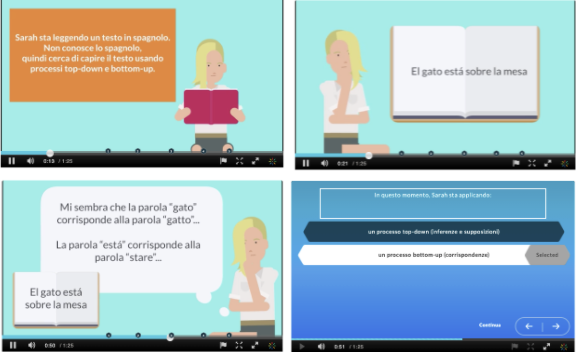 Sarah sta leggendo un testo in spagnolo.
Non conosce lo spagnolo,
quindi cerca di capire il testo usando
processi top-down e bottom-up.
0:13 / 1:25
El gato está sobre la mesa
0:21 / 1:25
Mi sembra che la parola "gato"
corrisponde alla parola "gatto"...
La parola "está" corrisponde alla
parola "stare"...
El gato está
sobre la mesa
0:50 / 1:25
In questo momento, Sarah sta applicando:
un processo top-down (inferenze e supposizioni)
un processo bottom-up (corrispondenze) Selected
Continua
0:51 / 1:25